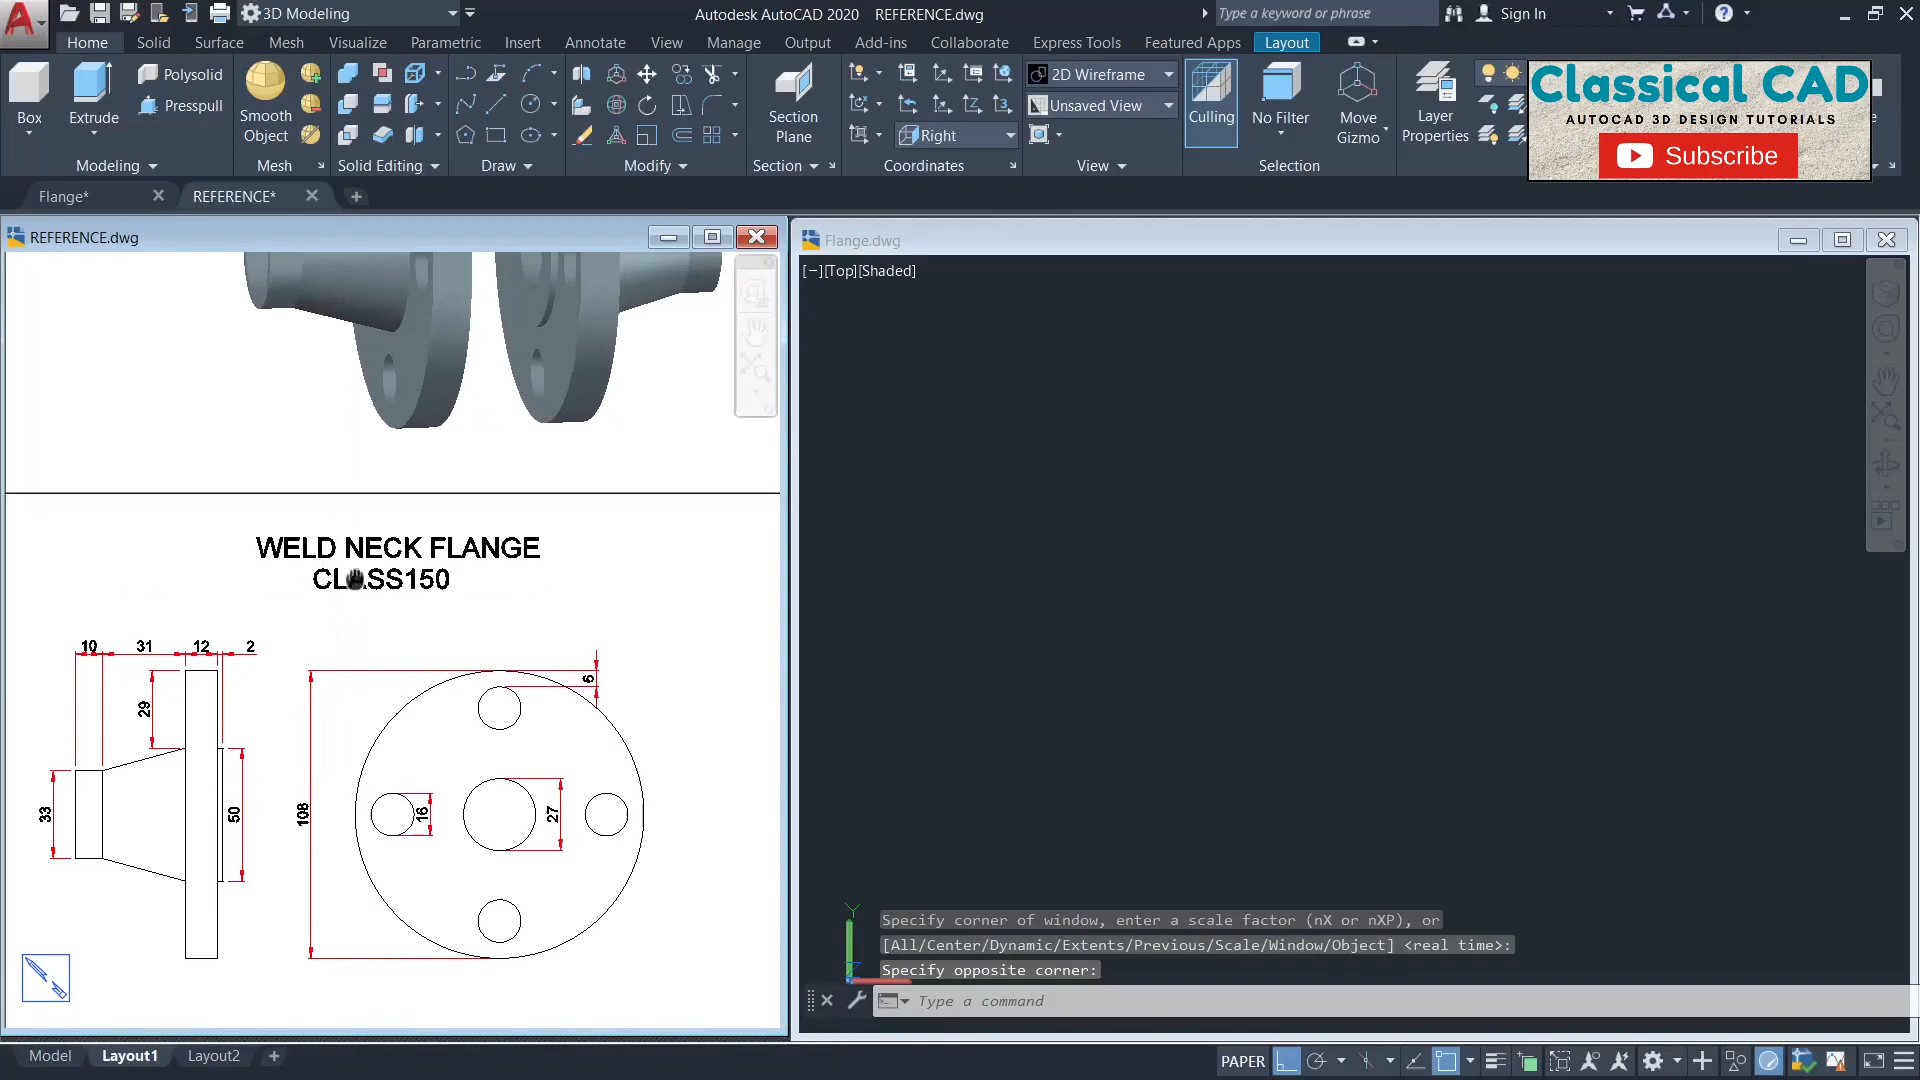 3D Modeling
Autodesk AutoCAD 2020 REFERENCE.dwg
Type a keyword or phrase
Sign In
Home Solid Surface Mesh Visualize Parametric Insert Annotate View Manage Output Add-ins Collaborate Express Tools Featured Apps Layout
Box
Extrude
Polysolid
Presspull
Modeling
Smooth
Object
Mesh
Solid Editing
Draw
Modify
Section
Plane
Section
Right
Coordinates
2D Wireframe
Unsaved View
View
Culling
No Filter
Move
Gizmo
Selection
Layer
Properties
Classical CAD
AUTOCAD 3D DESIGN TUTORIALS
Subscribe
Flange*
REFERENCE*
REFERENCE.dwg
WELD NECK FLANGE
CLASS150
10 31 12 2
29
33
50
108
6
16
27
Flange.dwg
[−][Top][Shaded]
Y
Specify corner of window, enter a scale factor (nX or nXP), or
[All/Center/Dynamic/Extents/Previous/Scale/Window/Object] <real time>:
Specify opposite corner:
Type a command
Model Layout1 Layout2
PAPER